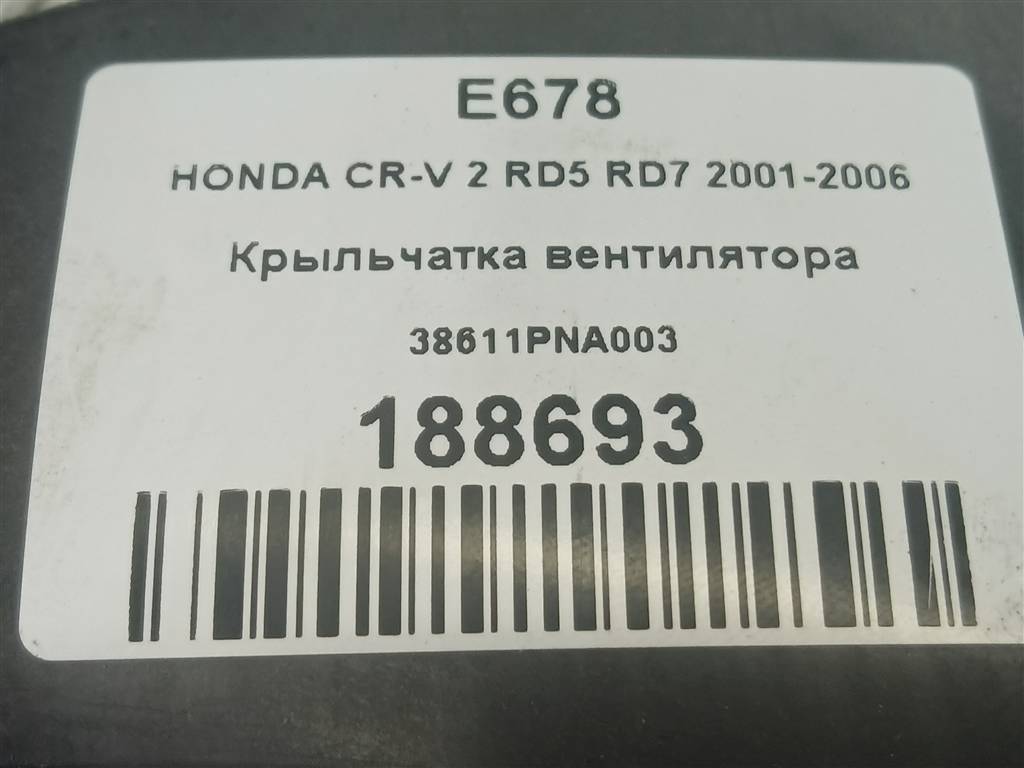 E678
HONDA CR-V 2 RD5 RD7 2001-2006
Крыльчатка вентилятора
38611PNA003
188693